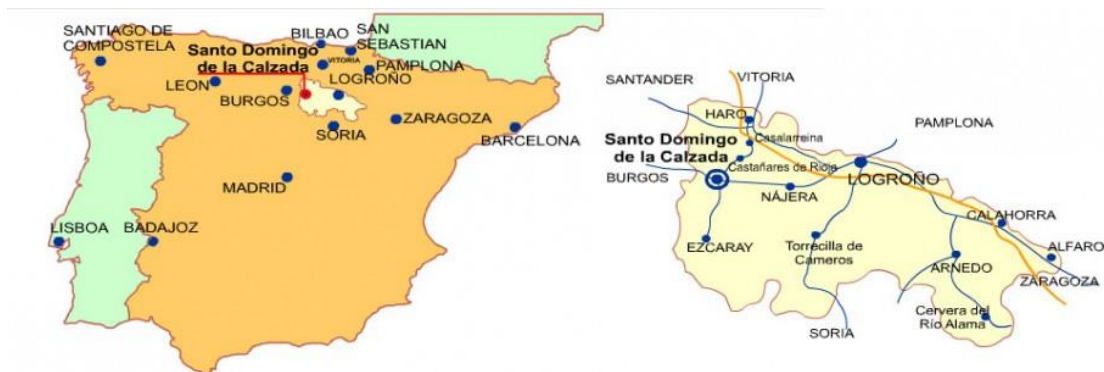 SANTIAGO DE
COMPOSTELA
BILBAO
SAN
SEBASTIAN
Santo Domingo
de la Calzada
VITORIA
PAMPLONA
LEON
LOGROÑO
BURGOS
SORIA
ZARAGOZA
BARCELONA
MADRID
LISBOA
BADAJOZ
SANTANDER
VITORIA
HARO
PAMPLONA
Casalarreina
Santo Domingo
de la Calzada
Castañares de Rioja
BURGOS
LOGROÑO
NÁJERA
CALAHORRA
EZCARAY
Torrecilla de
Cameros
ALFARO
ARNEDO
ZARAGOZA
Cervera del
Río Alama
SORIA